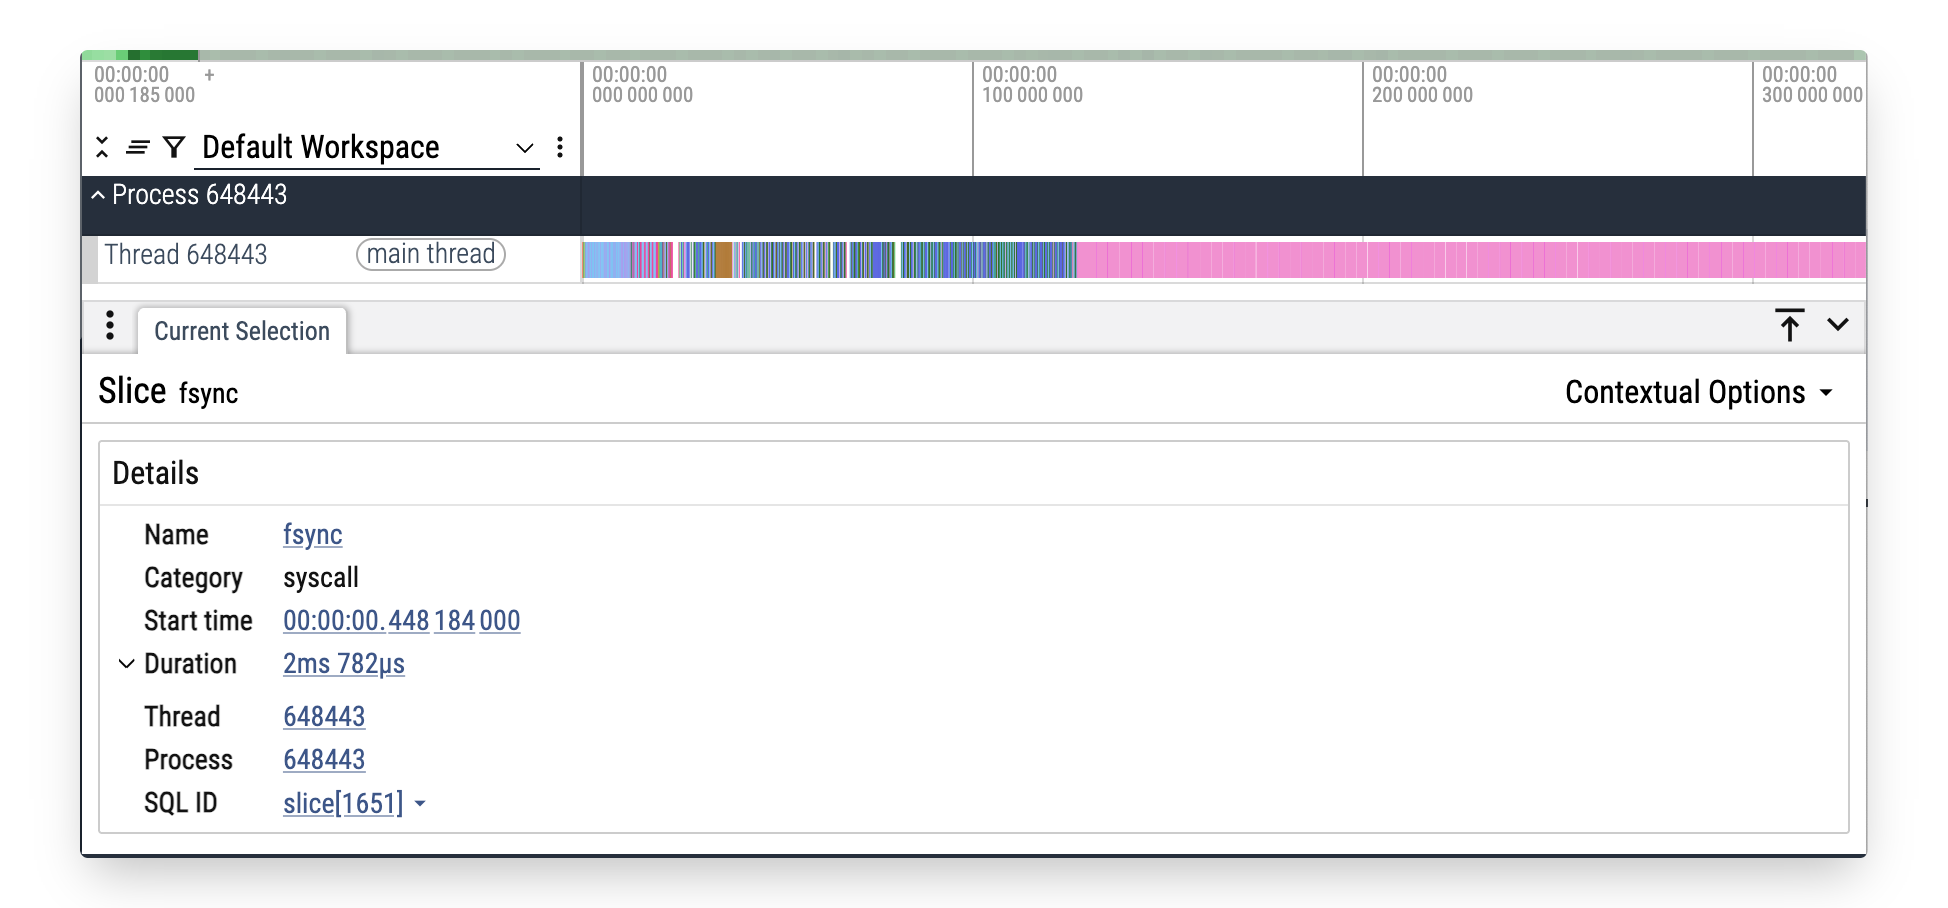 00:00:00 +
000 185 000
00:00:00
000 000 000
00:00:00
100 000 000
00:00:00
200 000 000
00:00:00
300 000 000
Default Workspace
Process 648443
Thread 648443 main thread
Current Selection
Slice fsync
Contextual Options
Details
Name fsync
Category syscall
Start time 00:00:00.448 184 000
Duration 2ms 782µs
Thread 648443
Process 648443
SQL ID slice[1651]